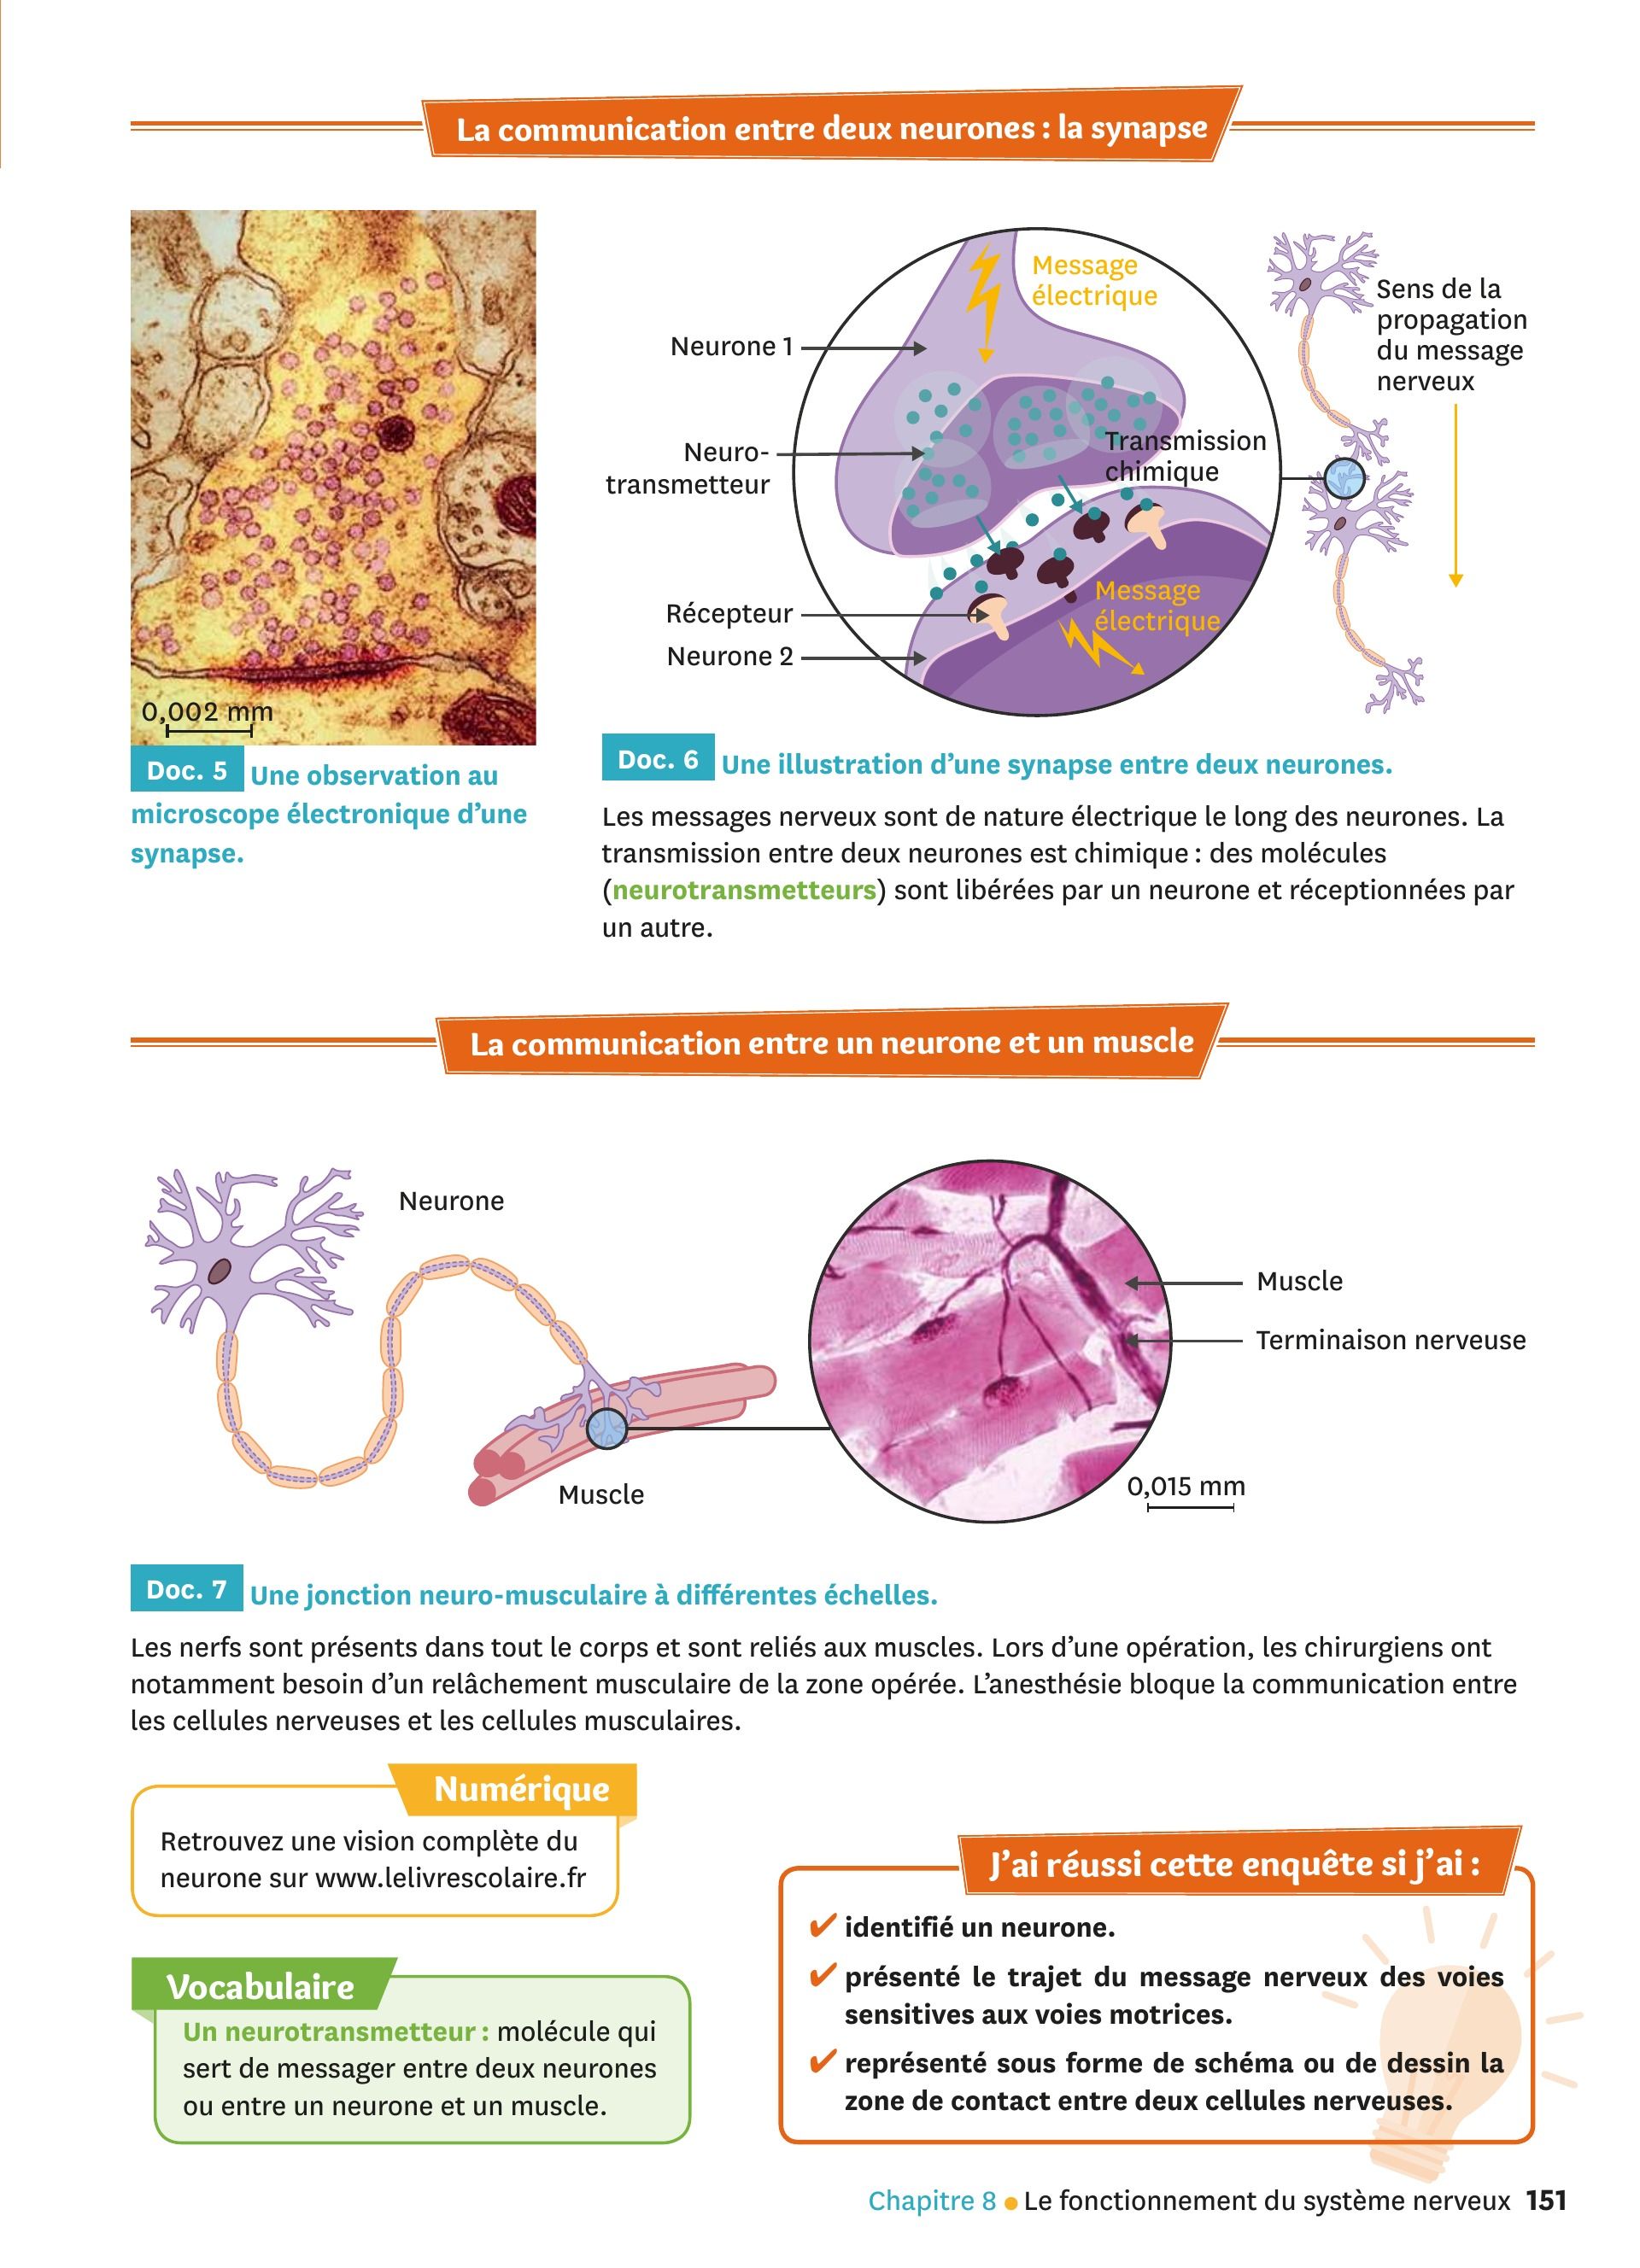 La communication entre deux neurones : la synapse
0,002 mm
Doc. 5 Une observation au
microscope électronique d'une
synapse.
Message
électrique
Neurone 1
Neuro-
transmetteur
Transmission
chimique
Récepteur
Neurone 2
Message
électrique
Sens de la
propagation
du message
nerveux
Doc. 6 Une illustration d'une synapse entre deux neurones.
Les messages nerveux sont de nature électrique le long des neurones. La
transmission entre deux neurones est chimique : des molécules
(neurotransmetteurs) sont libérées par un neurone et réceptionnées par
un autre.
La communication entre un neurone et un muscle
Neurone
Muscle
Muscle
Terminaison nerveuse
0,015 mm
Doc. 7 Une jonction neuro-musculaire à différentes échelles.
Les nerfs sont présents dans tout le corps et sont reliés aux muscles. Lors d'une opération, les chirurgiens ont
notamment besoin d'un relâchement musculaire de la zone opérée. L'anesthésie bloque la communication entre
les cellules nerveuses et les cellules musculaires.
Numérique
Retrouvez une vision complète du
neurone sur www.lelivrescolaire.fr
Vocabulaire
Un neurotransmetteur : molécule qui
sert de messager entre deux neurones
ou entre un neurone et un muscle.
J'ai réussi cette enquête si j'ai :
✔ identifié un neurone.
✔ présenté le trajet du message nerveux des voies
sensitives aux voies motrices.
✔ représenté sous forme de schéma ou de dessin la
zone de contact entre deux cellules nerveuses.
Chapitre 8 • Le fonctionnement du système nerveux 151